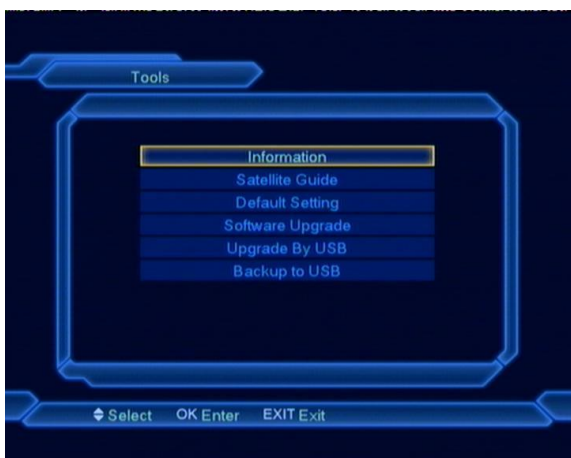 Tools
Information
Satellite Guide
Default Setting
Software Upgrade
Upgrade By USB
Backup to USB
Select OK Enter EXIT Exit